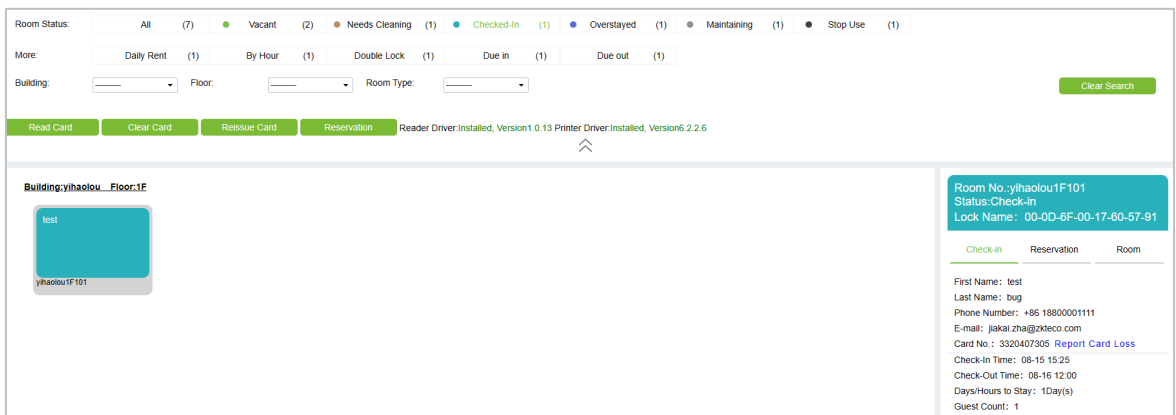 Room Status: All (7) Vacant (2) Needs Cleaning (1) Checked-In (1) Overstayed (1) Maintaining (1) Stop Use (1)
More: Daily Rent (1) By Hour (1) Double Lock (1) Due in (1) Due out (1)
Building: ---------- Floor: ---------- Room Type: ---------- Clear Search
Read Card Clear Card Reissue Card Reservation Reader Driver:Installed, Version1.0.13 Printer Driver:Installed, Version6.2.2.6
Building:yihaolou Floor:1F
test
yihaolou1F101
Room No.:yihaolou1F101
Status:Check-in
Lock Name: 00-0D-6F-00-17-60-57-91
Check-in Reservation Room
First Name: test
Last Name: bug
Phone Number: +86 18800001111
E-mail: jiakai.zha@zkteco.com
Card No.: 3320407305 Report Card Loss
Check-In Time: 08-15 15:25
Check-Out Time: 08-16 12:00
Days/Hours to Stay: 1Day(s)
Guest Count: 1